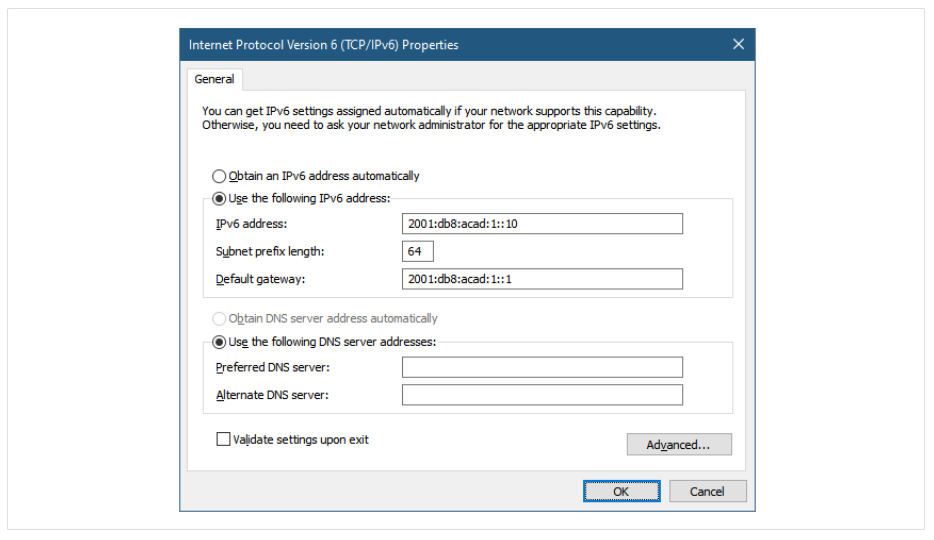 Internet Protocol Version 6 (TCP/IPv6) Properties
General
You can get IPv6 settings assigned automatically if your network supports this capability.
Otherwise, you need to ask your network administrator for the appropriate IPv6 settings.
Obtain an IPv6 address automatically
Use the following IPv6 address:
IPv6 address: 2001:db8:acad:1::10
Subnet prefix length: 64
Default gateway: 2001:db8:acad:1::1
Obtain DNS server address automatically
Use the following DNS server addresses:
Preferred DNS server:
Alternate DNS server:
Validate settings upon exit
Advanced...
OK Cancel